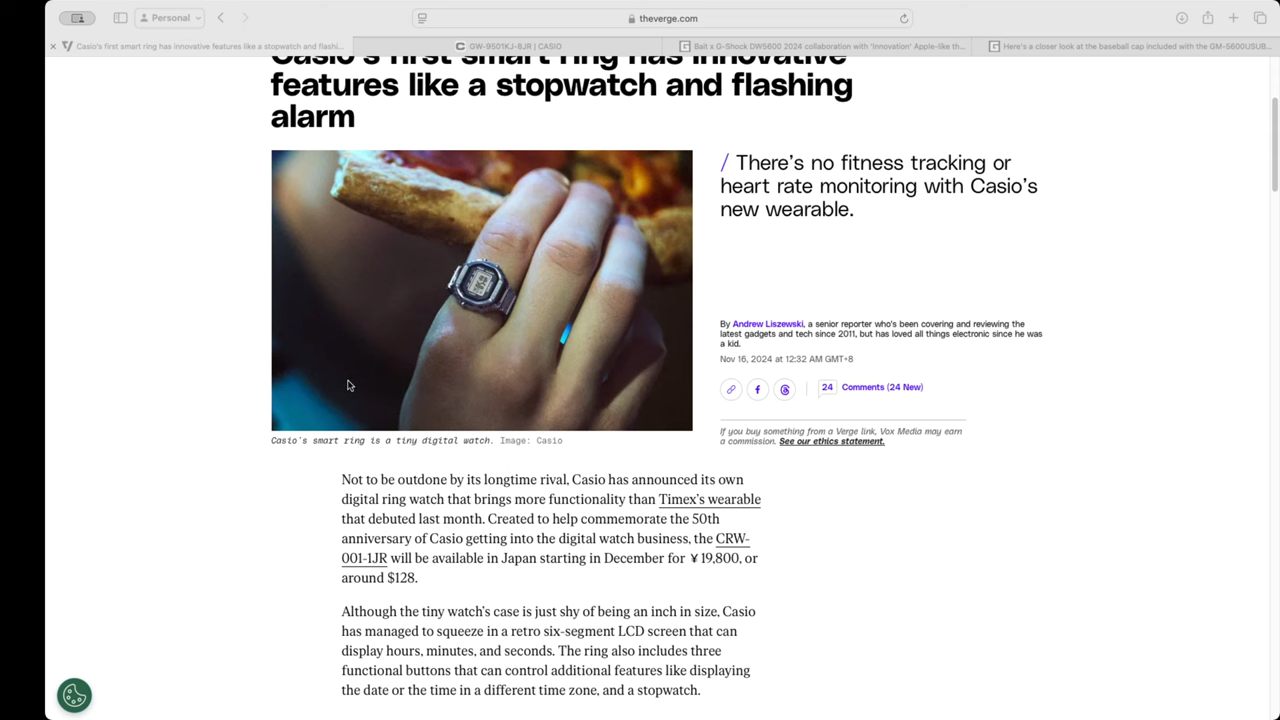 Personal
theverge.com
Casio's first smart ring has innovative features like a stopwatch and flashi...
GW-9501KJ-8JR | CASIO
Bait x G-Shock DW5600 2024 collaboration with 'Innovation' Apple-like th...
Here's a closer look at the baseball cap included with the GM-5600USUB...
Casio's first smart ring has innovative
features like a stopwatch and flashing
alarm
/ There's no fitness tracking or
heart rate monitoring with Casio's
new wearable.
By Andrew Liszewski, a senior reporter who's been covering and reviewing the
latest gadgets and tech since 2011, but has loved all things electronic since he was
a kid.
Nov 16, 2024 at 12:32 AM GMT+8
24 Comments (24 New)
If you buy something from a Verge link, Vox Media may earn
a commission. See our ethics statement.
Casio's smart ring is a tiny digital watch. Image: Casio
Not to be outdone by its longtime rival, Casio has announced its own
digital ring watch that brings more functionality than Timex's wearable
that debuted last month. Created to help commemorate the 50th
anniversary of Casio getting into the digital watch business, the CRW-
001-1JR will be available in Japan starting in December for ¥19,800, or
around $128.
Although the tiny watch's case is just shy of being an inch in size, Casio
has managed to squeeze in a retro six-segment LCD screen that can
display hours, minutes, and seconds. The ring also includes three
functional buttons that can control additional features like displaying
the date or the time in a different time zone, and a stopwatch.